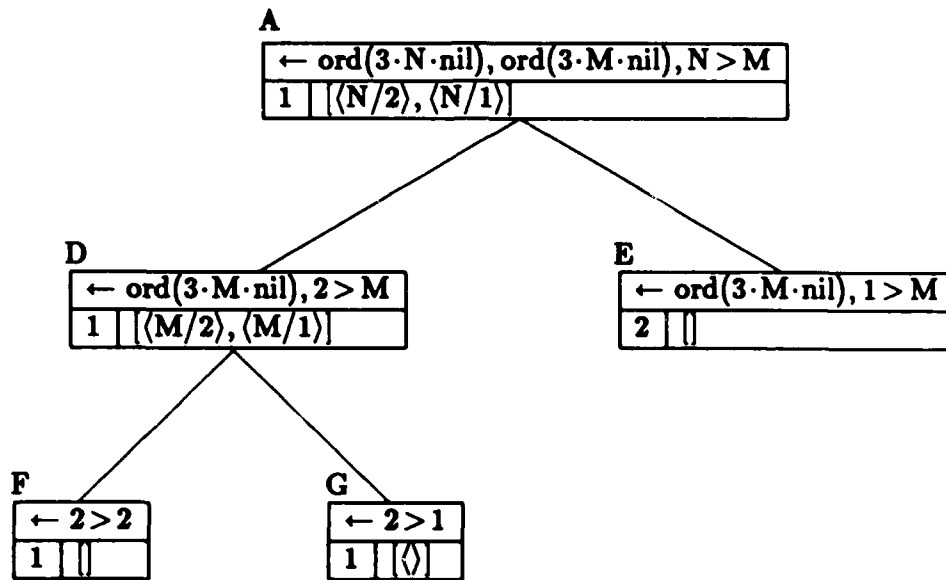 A
← ord(3·N·nil), ord(3·M·nil), N > M
1 [⟨N/2⟩, ⟨N/1⟩]
D
← ord(3·M·nil), 2 > M
1 [⟨M/2⟩, ⟨M/1⟩]
E
← ord(3·M·nil), 1 > M
2 []
F
← 2 > 2
1 []
G
← 2 > 1
1 [⟨⟩]